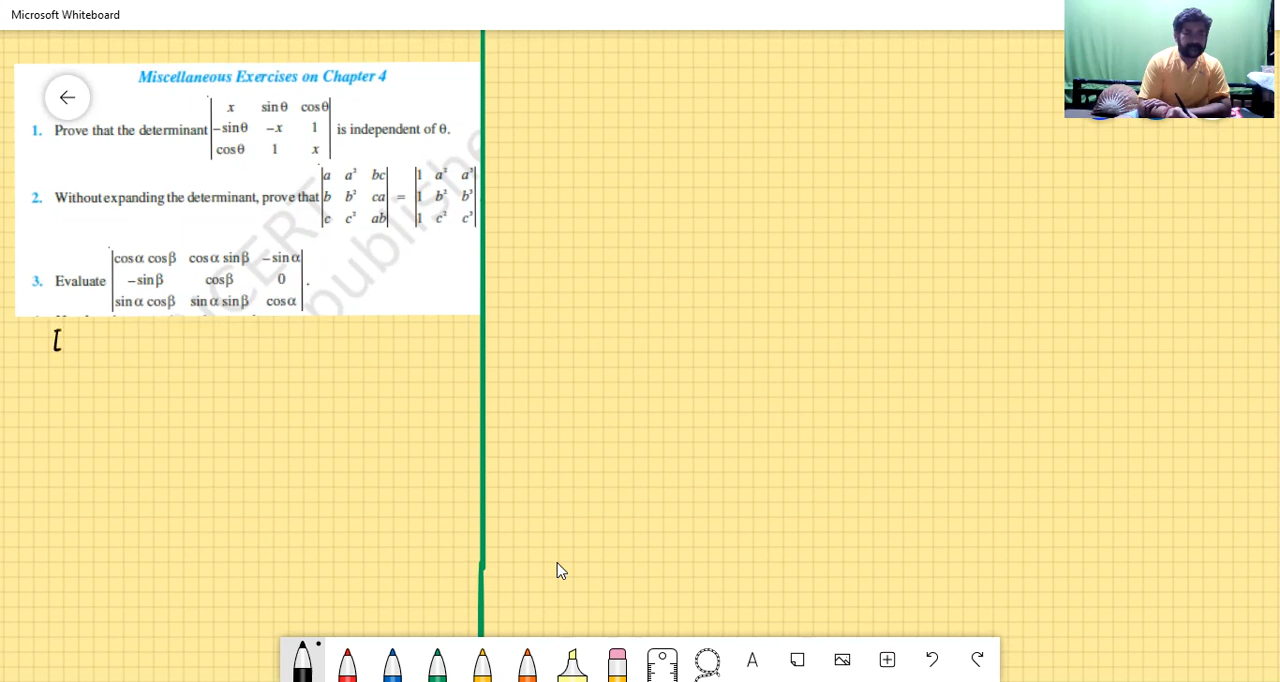 Microsoft Whiteboard
Miscellaneous Exercises on Chapter 4
1. Prove that the determinant | x sinθ cosθ | is independent of θ.
| −sinθ −x 1 |
| cosθ 1 x |
2. Without expanding the determinant, prove that | a a² bc | = | 1 a² a³ |
| b b² ca | | 1 b² b³ |
| c c² ab | | 1 c² c³ |
3. Evaluate | cosα cosβ cosα sinβ −sinα | .
| −sinβ cosβ 0 |
| sinα cosβ sinα sinβ cosα |
NCERT
publishe
A